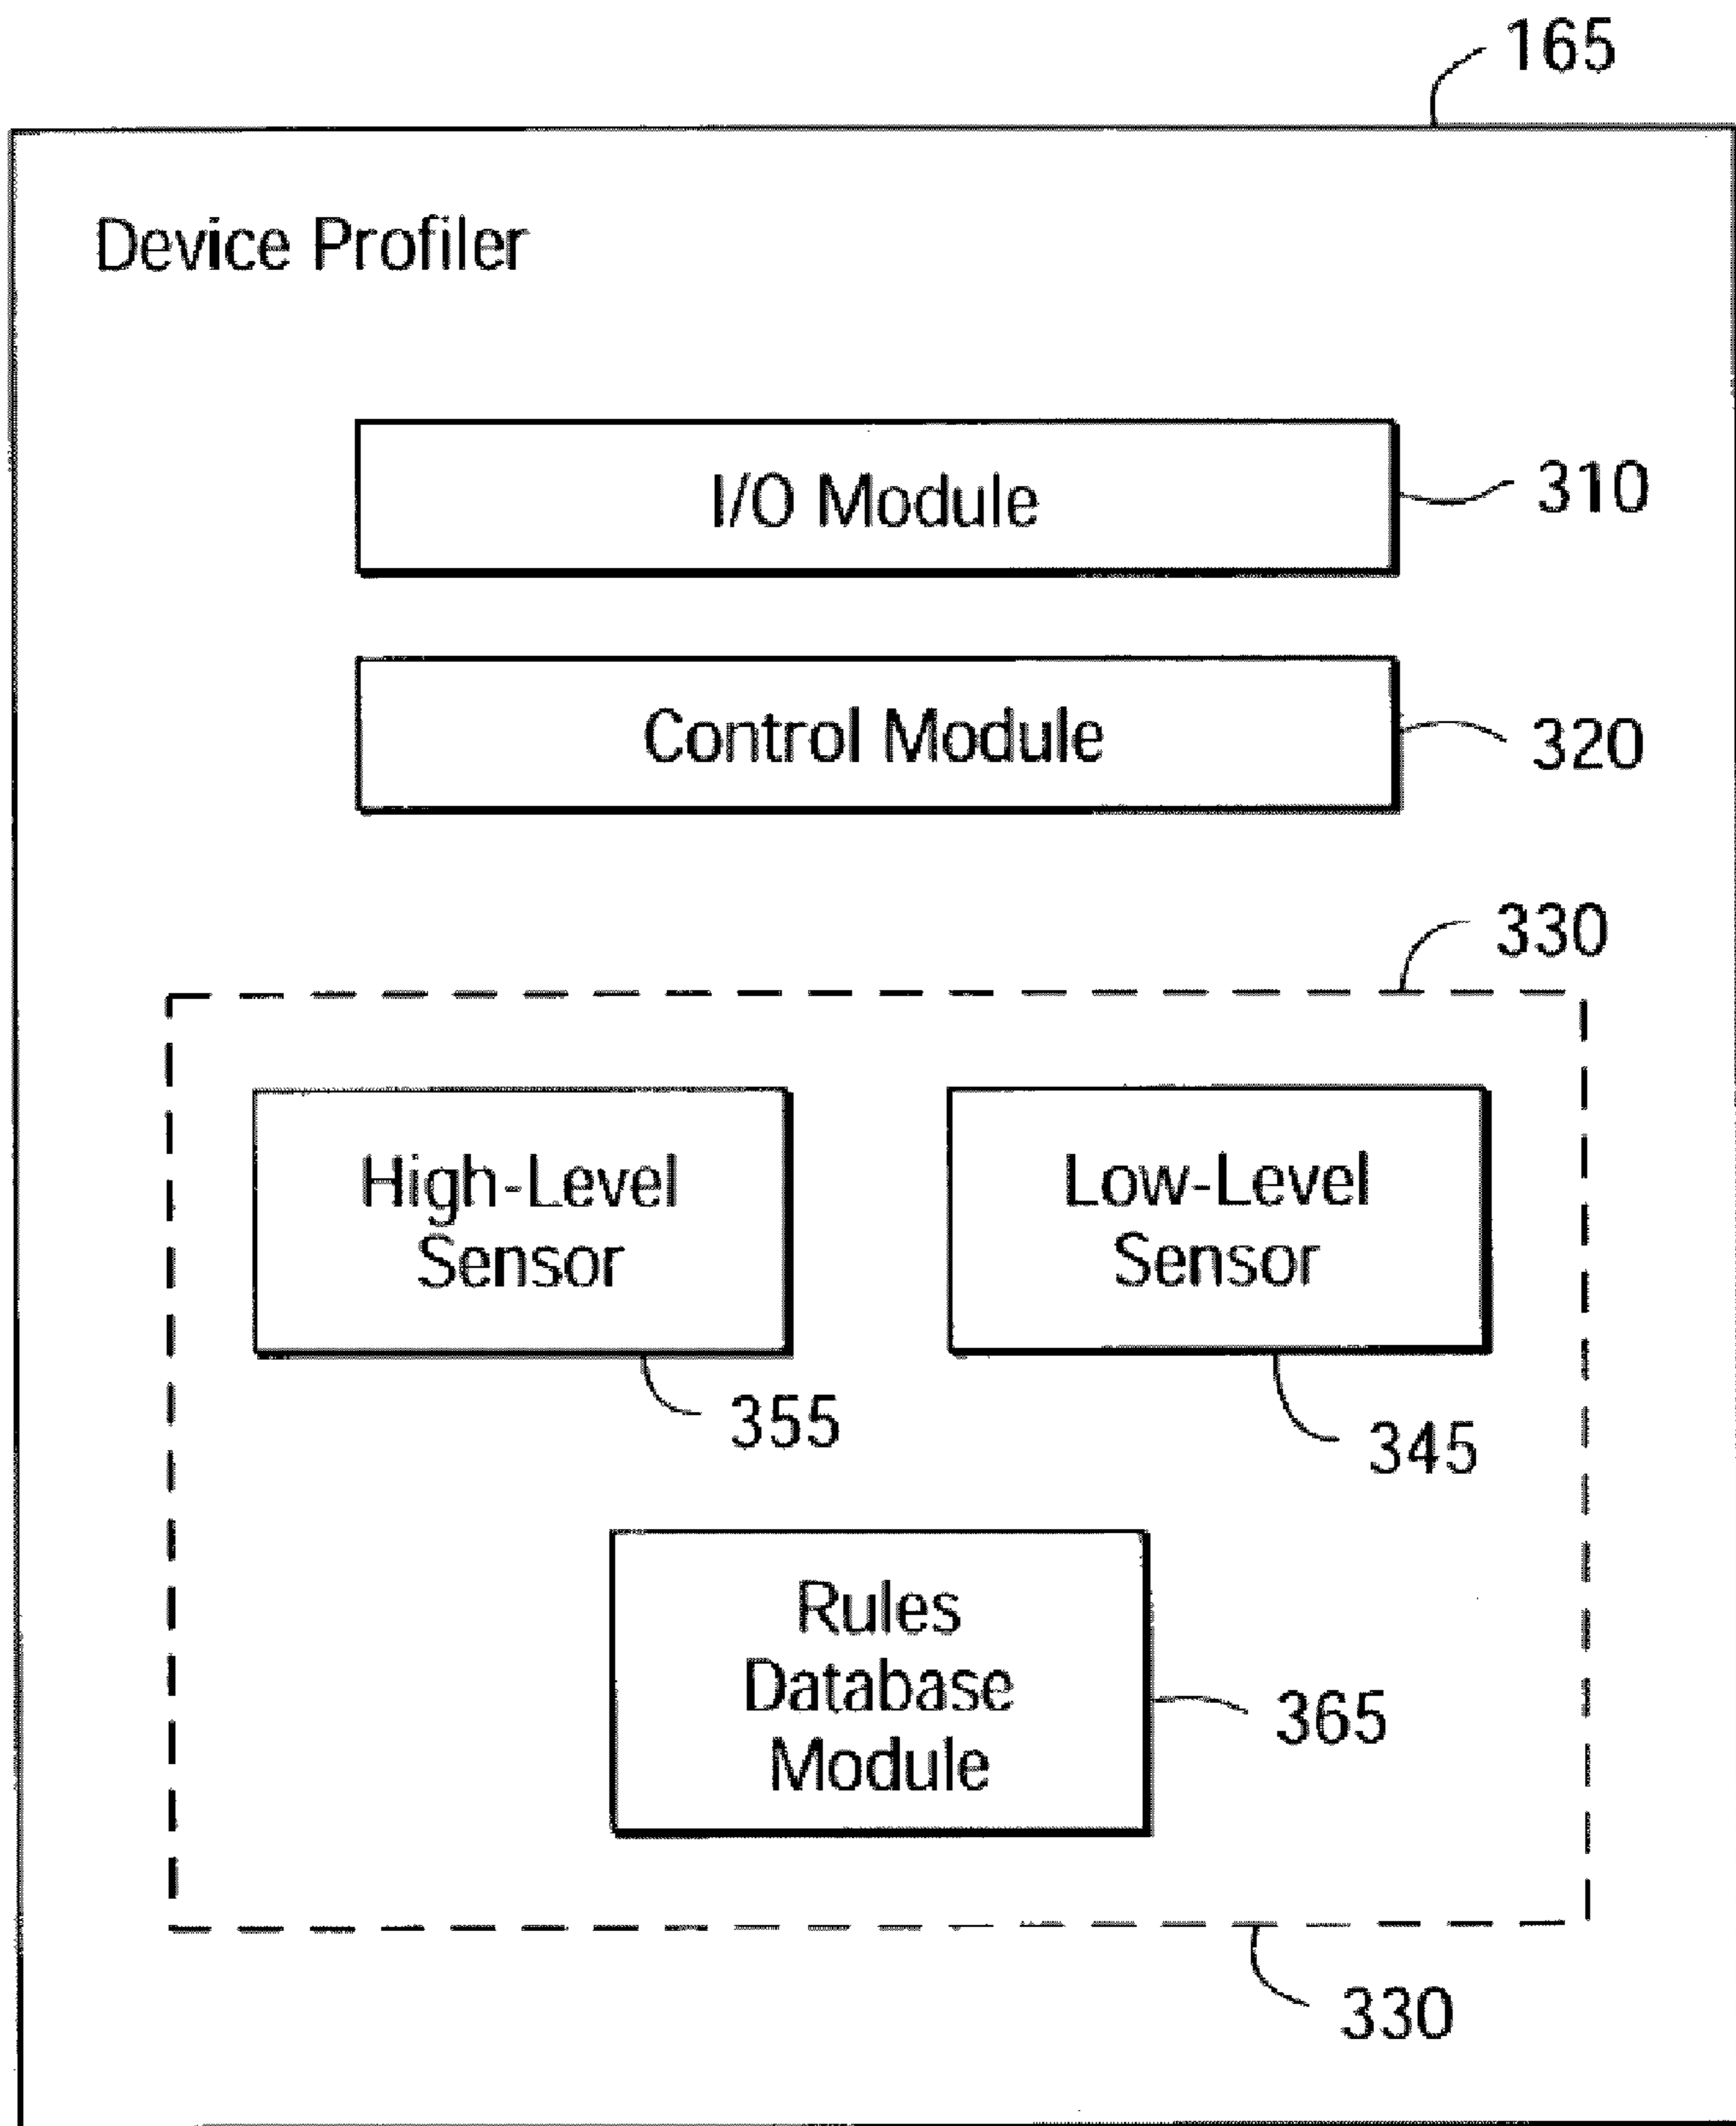 165
Device Profiler
I/O Module
310
Control Module
320
330
High-Level
Sensor
355
Low-Level
Sensor
345
Rules
Database
Module
365
330